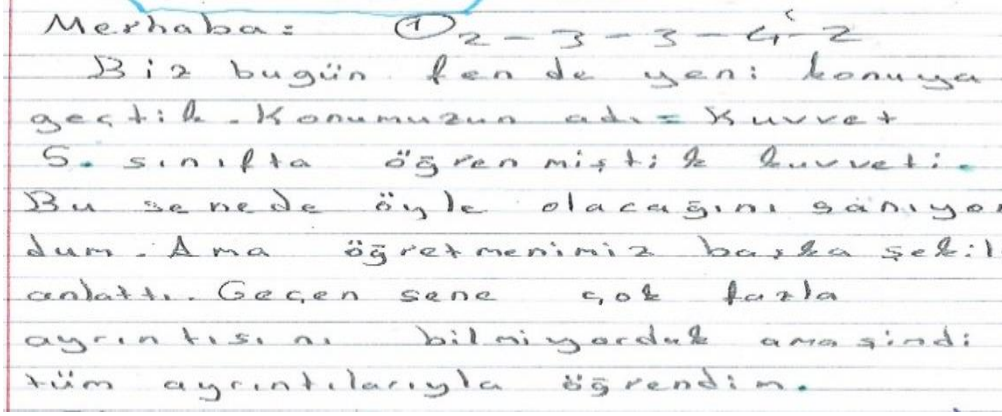 Merhaba: ① 2 - 3 - 3 - 4 - 2
Biz bugün fen de yeni konuya
geçtik. Konumuzun adı = Kuvvet
5. sınıfta öğrenmiştik kuvveti.
Bu senede öyle olacağını sanıyor
dum. Ama öğretmenimiz başka şekil
anlattı. Geçen sene çok fazla
ayrıntısını bilmiyorduk ama şindi
tüm ayrıntılarıyla öğrendim.